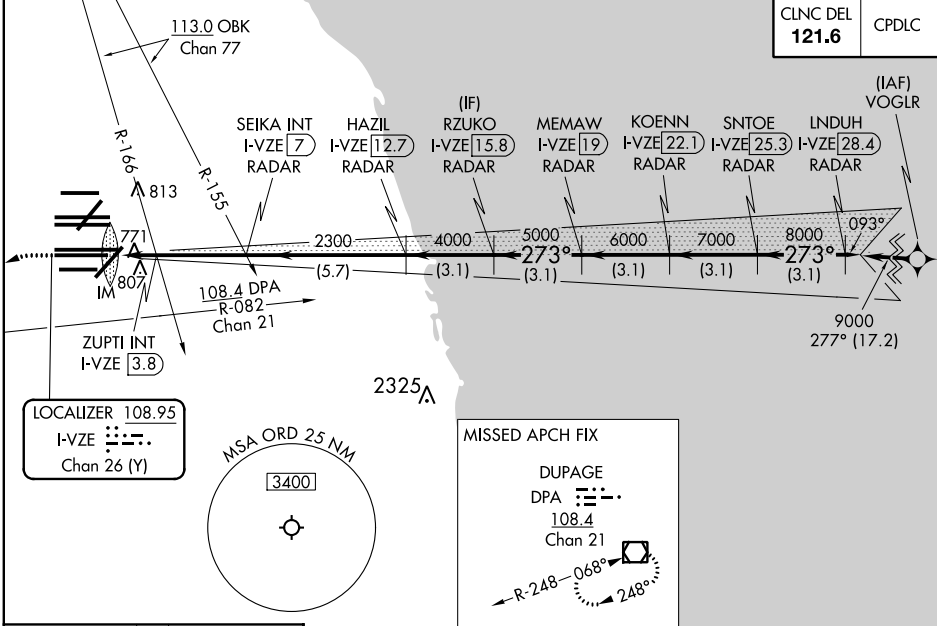 113.0 OBK
Chan 77
CLNC DEL
121.6
CPDLC
R-166
R-155
813
SEIKA INT
I-VZE 7
RADAR
HAZIL
I-VZE 12.7
RADAR
(IF)
RZUKO
I-VZE 15.8
RADAR
MEMAW
I-VZE 19
RADAR
KOENN
I-VZE 22.1
RADAR
SNTOE
I-VZE 25.3
RADAR
LNDUH
I-VZE 28.4
RADAR
(IAF)
VOGLR
093°
771
2300
4000
5000
6000
7000
8000
273°
273°
(5.7)
(3.1)
(3.1)
(3.1)
(3.1)
(3.1)
IM
807
108.4 DPA
R-082
Chan 21
9000
277° (17.2)
ZUPTI INT
I-VZE 3.8
2325
LOCALIZER 108.95
I-VZE
Chan 26 (Y)
MSA ORD 25 NM
3400
MISSED APCH FIX
DUPAGE
DPA
108.4
Chan 21
R-248
068°
248°